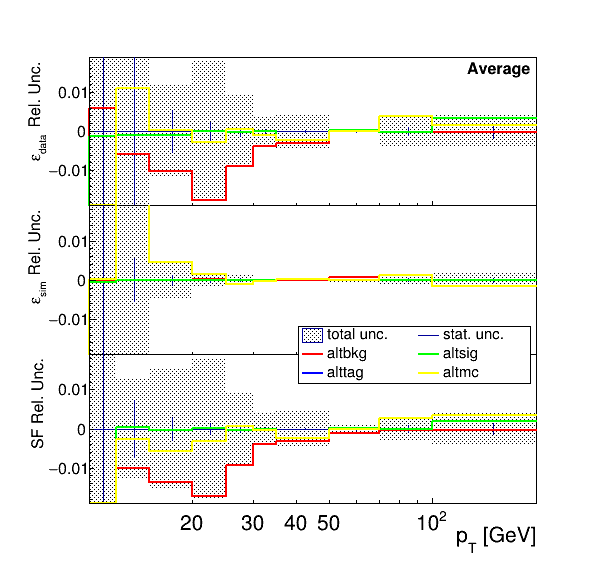 Average
ε_data Rel. Unc.
0.01
0
−0.01
ε_sim Rel. Unc.
0.01
0
−0.01
total unc. stat. unc.
altbkg altsig
alttag altmc
SF Rel. Unc.
0.01
0
−0.01
20 30 40 50 10²
p_T [GeV]